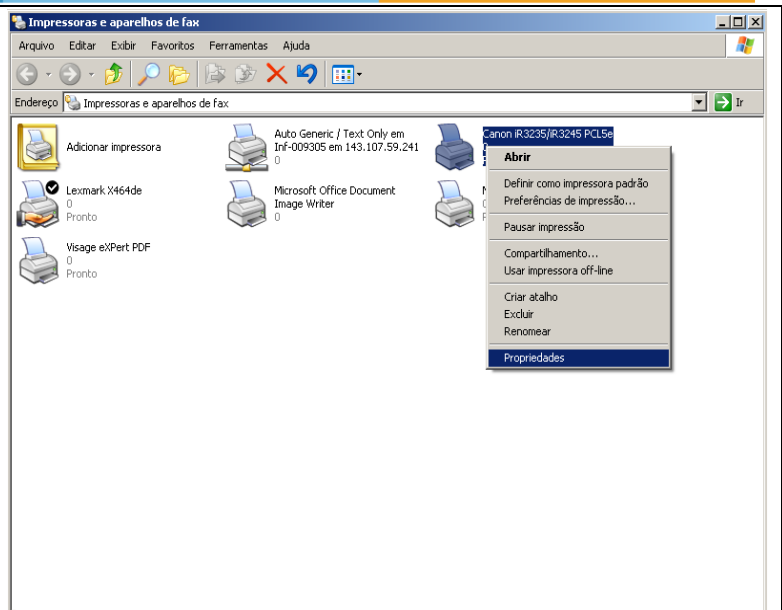 Impressoras e aparelhos de fax
Arquivo Editar Exibir Favoritos Ferramentas Ajuda
Endereço Impressoras e aparelhos de fax Ir
Adicionar impressora
Auto Generic / Text Only em
Inf-009305 em 143.107.59.241
0
Canon iR3235/iR3245 PCL5e
Lexmark X464de
0
Pronto
Microsoft Office Document
Image Writer
0
Visage eXPert PDF
0
Pronto
Abrir
Definir como impressora padrão
Preferências de impressão...
Pausar impressão
Compartilhamento...
Usar impressora off-line
Criar atalho
Excluir
Renomear
Propriedades